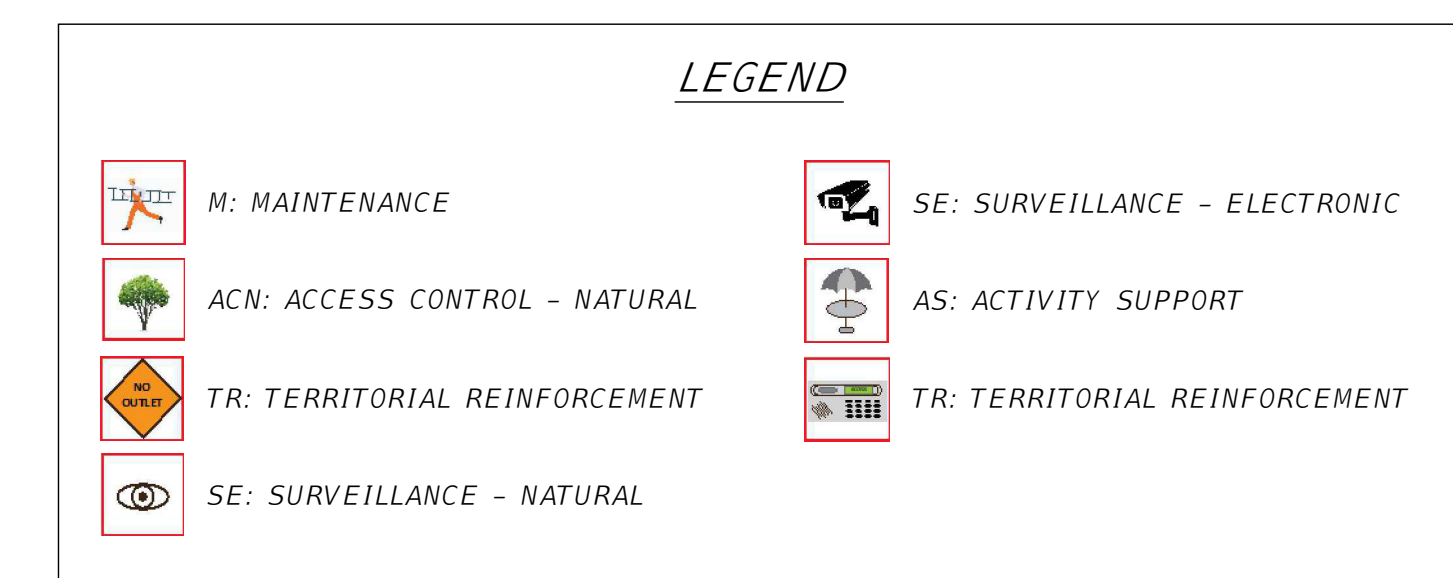 LEGEND
M: MAINTENANCE
ACN: ACCESS CONTROL – NATURAL
NO
OUTLET
TR: TERRITORIAL REINFORCEMENT
SE: SURVEILLANCE – NATURAL
SE: SURVEILLANCE – ELECTRONIC
AS: ACTIVITY SUPPORT
ACCESS
TR: TERRITORIAL REINFORCEMENT